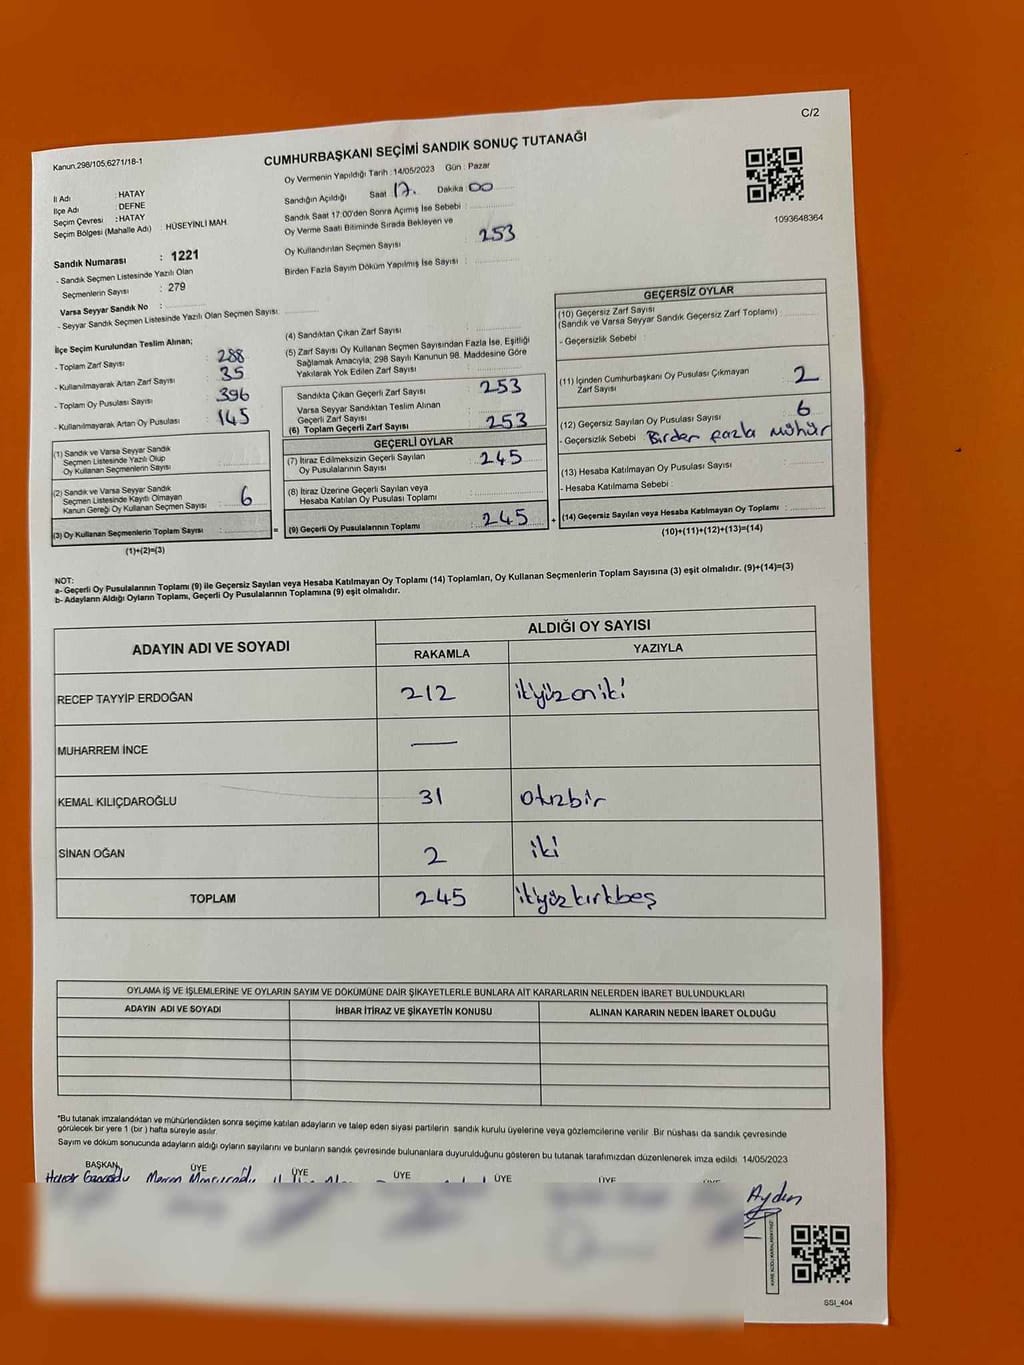 C/2
Kanun.298/105,6271/18-1
CUMHURBAŞKANI SEÇİMİ SANDIK SONUÇ TUTANAĞI
Oy Vermenin Yapıldığı Tarih : 14/05/2023 Gün : Pazar
İl Adı : HATAY
İlçe Adı : DEFNE
Seçim Çevresi : HATAY
Seçim Bölgesi (Mahalle Adı) : HÜSEYİNLİ MAH.
Sandığın Açıldığı Saat 17. Dakika 00
Sandık Saat 17:00'den Sonra Açımış İse Sebebi :
Oy Verme Saati Bitiminde Sırada Bekleyen ve
Oy Kullandırılan Seçmen Sayısı : 253
Birden Fazla Sayım Döküm Yapılmış İse Sayısı :
1093648364
Sandık Numarası : 1221
- Sandık Seçmen Listesinde Yazılı Olan
Seçmenlerin Sayısı : 279
Varsa Seyyar Sandık No :
- Seyyar Sandık Seçmen Listesinde Yazılı Olan Seçmen Sayısı:
İlçe Seçim Kurulundan Teslim Alınan;
- Toplam Zarf Sayısı : 288
- Kullanılmayarak Artan Zarf Sayısı : 35
- Toplam Oy Pusulası Sayısı : 396
- Kullanılmayarak Artan Oy Pusulası : 145
(1) Sandık ve Varsa Seyyar Sandık
Seçmen Listesinde Yazılı Olup
Oy Kullanan Seçmenlerin Sayısı :
(2) Sandık ve Varsa Seyyar Sandık
Seçmen Listesinde Kayıtlı Olmayan
Kanun Gereği Oy Kullanan Seçmen Sayısı : 6
(3) Oy Kullanan Seçmenlerin Toplam Sayısı :
(1)+(2)=(3)
=
(4) Sandıktan Çıkan Zarf Sayısı :
(5) Zarf Sayısı Oy Kullanan Seçmen Sayısından Fazla İse, Eşitliği
Sağlamak Amacıyla, 298 Sayılı Kanunun 98. Maddesine Göre
Yakılarak Yok Edilen Zarf Sayısı :
Sandıkta Çıkan Geçerli Zarf Sayısı : 253
Varsa Seyyar Sandıktan Teslim Alınan
Geçerli Zarf Sayısı :
(6) Toplam Geçerli Zarf Sayısı : 253
GEÇERLİ OYLAR
(7) İtiraz Edilmeksizin Geçerli Sayılan
Oy Pusulalarının Sayısı : 245
(8) İtiraz Üzerine Geçerli Sayılan veya
Hesaba Katılan Oy Pusulası Toplamı :
(9) Geçerli Oy Pusulalarının Toplamı : 245
+
GEÇERSİZ OYLAR
(10) Geçersiz Zarf Sayısı
(Sandık ve Varsa Seyyar Sandık Geçersiz Zarf Toplamı) :
- Geçersizlik Sebebi :
(11) İçinden Cumhurbaşkanı Oy Pusulası Çıkmayan
Zarf Sayısı : 2
(12) Geçersiz Sayılan Oy Pusulası Sayısı : 6
- Geçersizlik Sebebi : Birden fazla mühür
(13) Hesaba Katılmayan Oy Pusulası Sayısı :
- Hesaba Katılmama Sebebi :
(14) Geçersiz Sayılan veya Hesaba Katılmayan Oy Toplamı :
(10)+(11)+(12)+(13)=(14)
NOT:
a- Geçerli Oy Pusulalarının Toplamı (9) ile Geçersiz Sayılan veya Hesaba Katılmayan Oy Toplamı (14) Toplamları, Oy Kullanan Seçmenlerin Toplam Sayısına (3) eşit olmalıdır. (9)+(14)=(3)
b- Adayların Aldığı Oyların Toplamı, Geçerli Oy Pusulalarının Toplamına (9) eşit olmalıdır.
ADAYIN ADI VE SOYADI
ALDIĞI OY SAYISI
RAKAMLA YAZIYLA
RECEP TAYYİP ERDOĞAN 212 ikiyüzoniki
MUHARREM İNCE —
KEMAL KILIÇDAROĞLU 31 otuzbir
SİNAN OĞAN 2 iki
TOPLAM 245 ikiyüzkırkbeş
OYLAMA İŞ VE İŞLEMLERİNE VE OYLARIN SAYIM VE DÖKÜMÜNE DAİR ŞİKAYETLERLE BUNLARA AİT KARARLARIN NELERDEN İBARET BULUNDUKLARI
ADAYIN ADI VE SOYADI İHBAR İTİRAZ VE ŞİKAYETİN KONUSU ALINAN KARARIN NEDEN İBARET OLDUĞU
*Bu tutanak imzalandıktan ve mühürlendikten sonra seçime katılan adayların ve talep eden siyasi partilerin sandık kurulu üyelerine veya gözlemcilerine verilir .Bir nüshası da sandık çevresinde
görülecek bir yere 1 (bir ) hafta süreyle asılır.
Sayım ve döküm sonucunda adayların aldığı oyların sayılarını ve bunların sandık çevresinde bulunanlara duyurulduğunu gösteren bu tutanak tarafımızdan düzenlenerek imza edildi. 14/05/2023
BAŞKAN ÜYE ÜYE ÜYE ÜYE ÜYE
Ayden
SSI_404